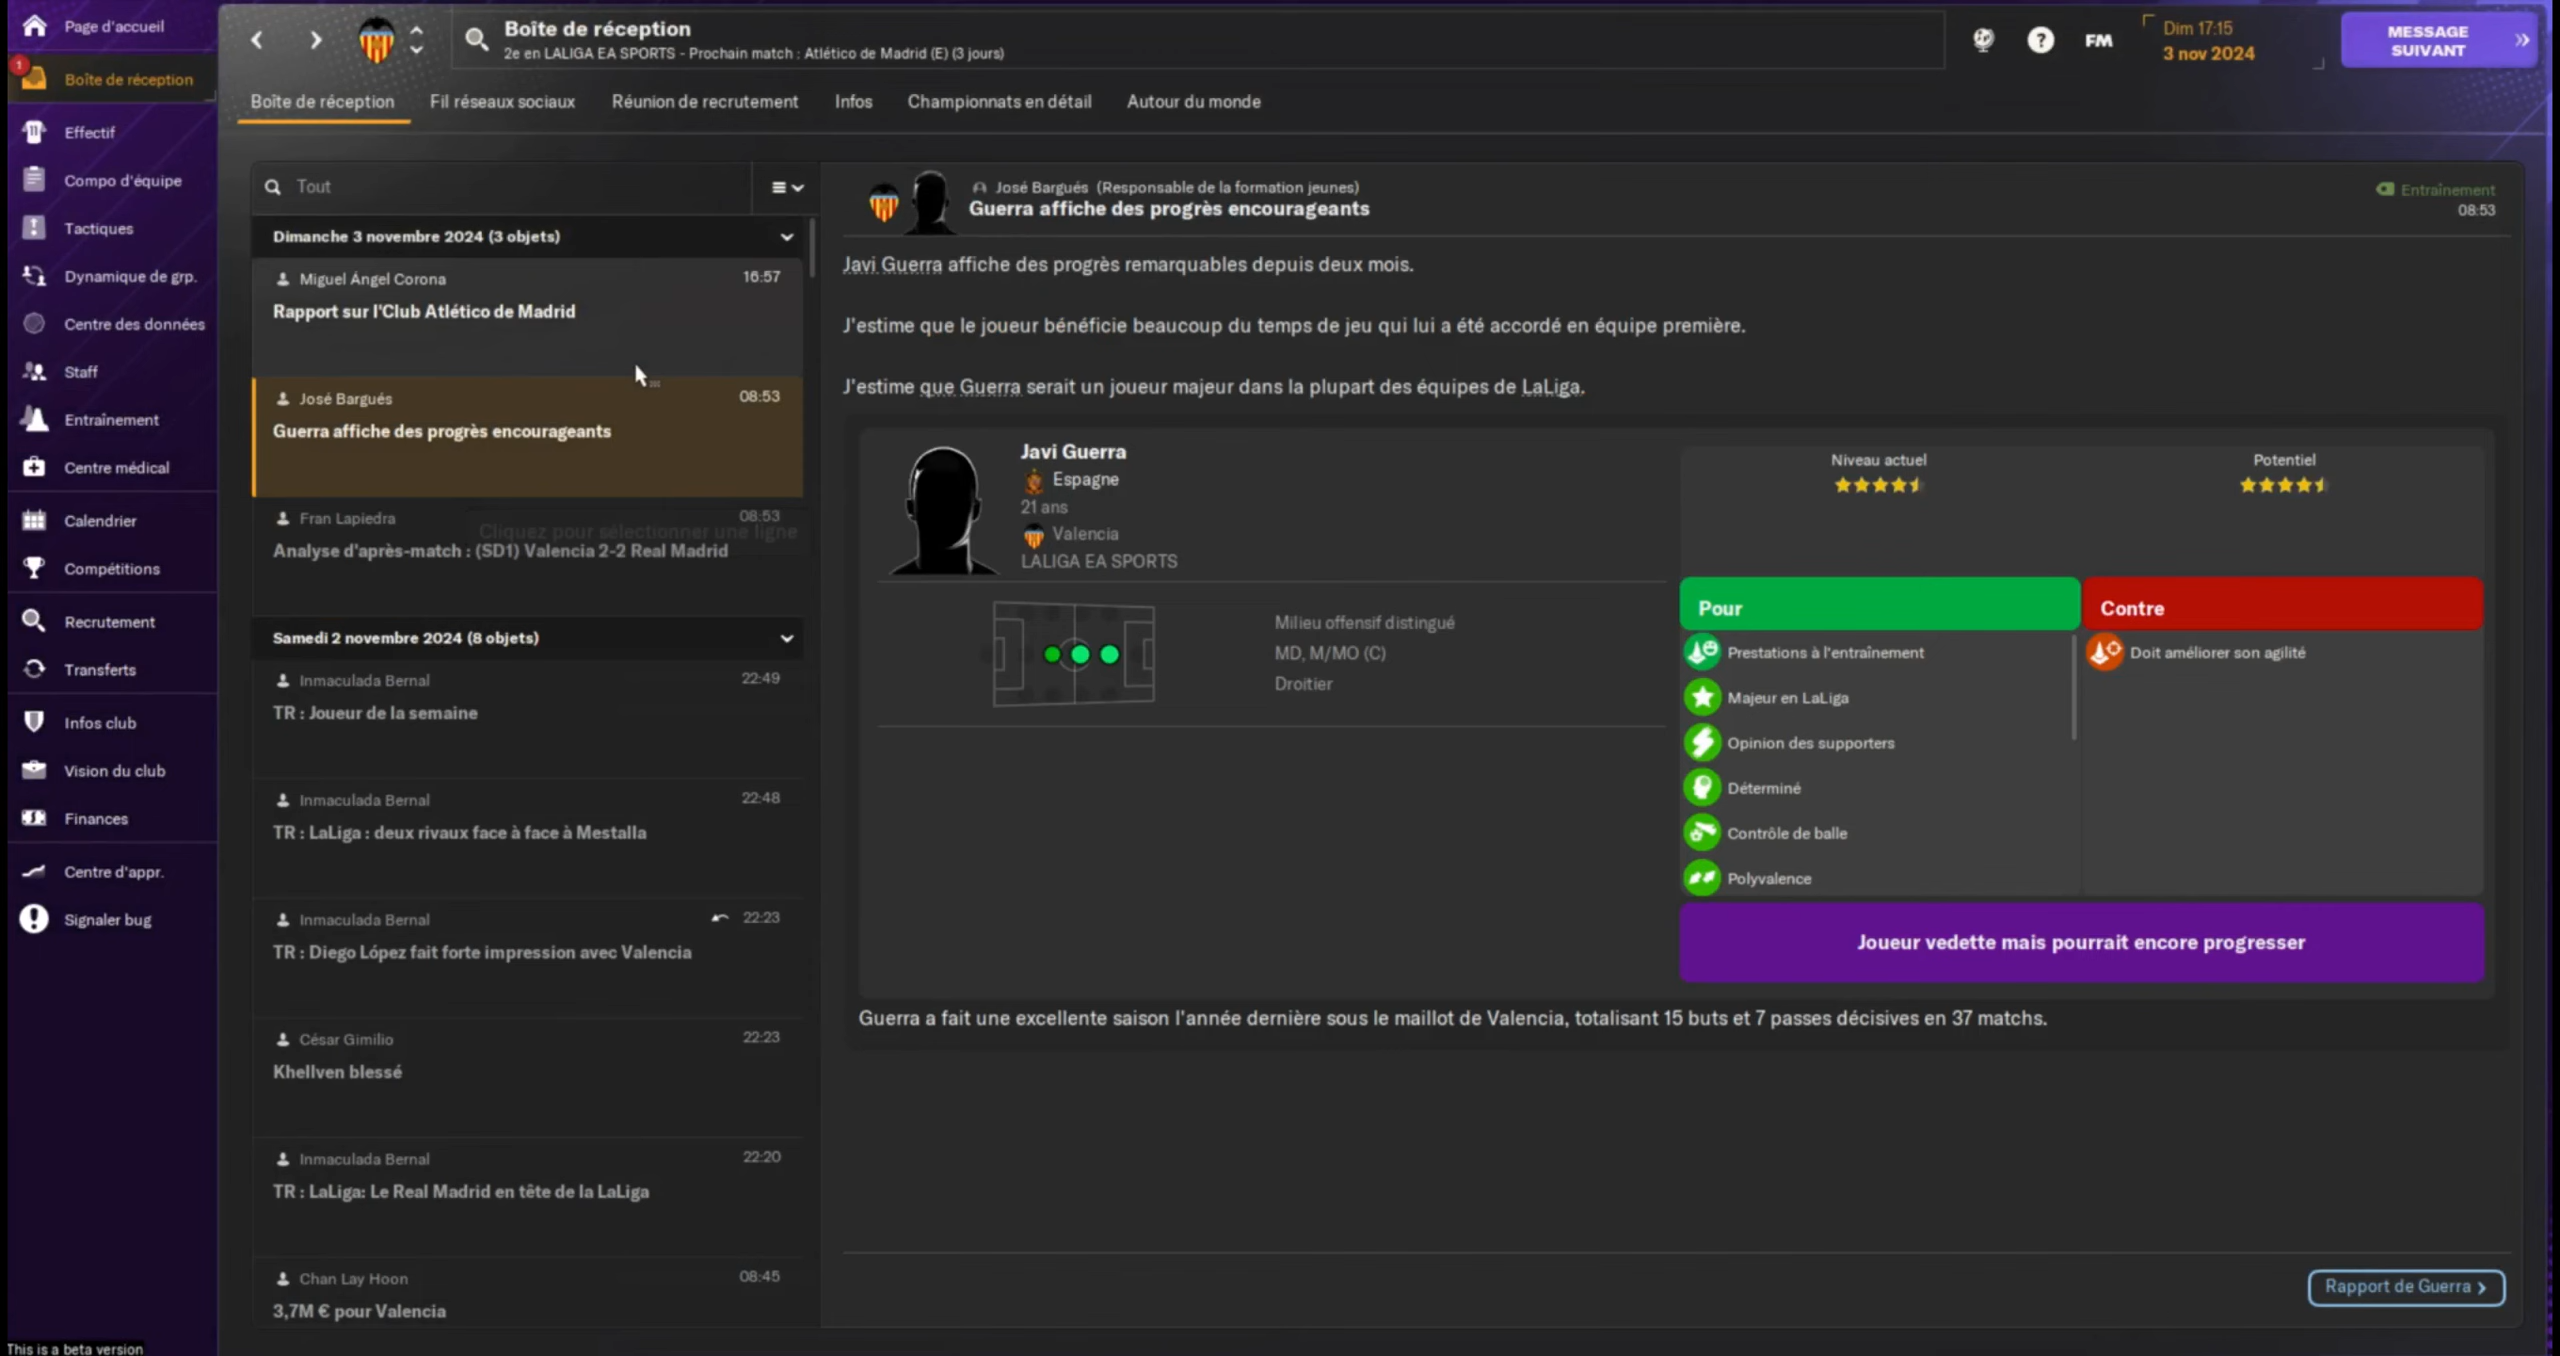 Page d'accueil
1
Boîte de réception
Effectif
Compo d'équipe
Tactiques
Dynamique de grp.
Centre des données
Staff
Entraînement
Centre médical
Calendrier
Compétitions
Recrutement
Transferts
Infos club
Vision du club
Finances
Centre d'appr.
Signaler bug
This is a beta version
Boîte de réception
2e en LALIGA EA SPORTS - Prochain match : Atlético de Madrid (E) (3 jours)
FM
Dim 17:15
3 nov 2024
MESSAGE
SUIVANT
Boîte de réception Fil réseaux sociaux Réunion de recrutement Infos Championnats en détail Autour du monde
Tout
Dimanche 3 novembre 2024 (3 objets)
Miguel Ángel Corona 16:57
Rapport sur l'Club Atlético de Madrid
José Bargués 08:53
Guerra affiche des progrès encourageants
Fran Lapiedra 08:53
Cliquez pour sélectionner une ligne
Analyse d'après-match : (SD1) Valencia 2-2 Real Madrid
Samedi 2 novembre 2024 (8 objets)
Inmaculada Bernal 22:49
TR : Joueur de la semaine
Inmaculada Bernal 22:48
TR : LaLiga : deux rivaux face à face à Mestalla
Inmaculada Bernal 22:23
TR : Diego López fait forte impression avec Valencia
César Gimilio 22:23
Khellven blessé
Inmaculada Bernal 22:20
TR : LaLiga: Le Real Madrid en tête de la LaLiga
Chan Lay Hoon 08:45
3,7M € pour Valencia
José Bargués (Responsable de la formation jeunes)
Guerra affiche des progrès encourageants
Entraînement
08:53
Javi Guerra affiche des progrès remarquables depuis deux mois.
J'estime que le joueur bénéficie beaucoup du temps de jeu qui lui a été accordé en équipe première.
J'estime que Guerra serait un joueur majeur dans la plupart des équipes de LaLiga.
Javi Guerra
Espagne
21 ans
Valencia
LALIGA EA SPORTS
Milieu offensif distingué
MD, M/MO (C)
Droitier
Niveau actuel
Potentiel
Pour
Contre
Prestations à l'entraînement
Majeur en LaLiga
Opinion des supporters
Déterminé
Contrôle de balle
Polyvalence
Doit améliorer son agilité
Joueur vedette mais pourrait encore progresser
Guerra a fait une excellente saison l'année dernière sous le maillot de Valencia, totalisant 15 buts et 7 passes décisives en 37 matchs.
Rapport de Guerra